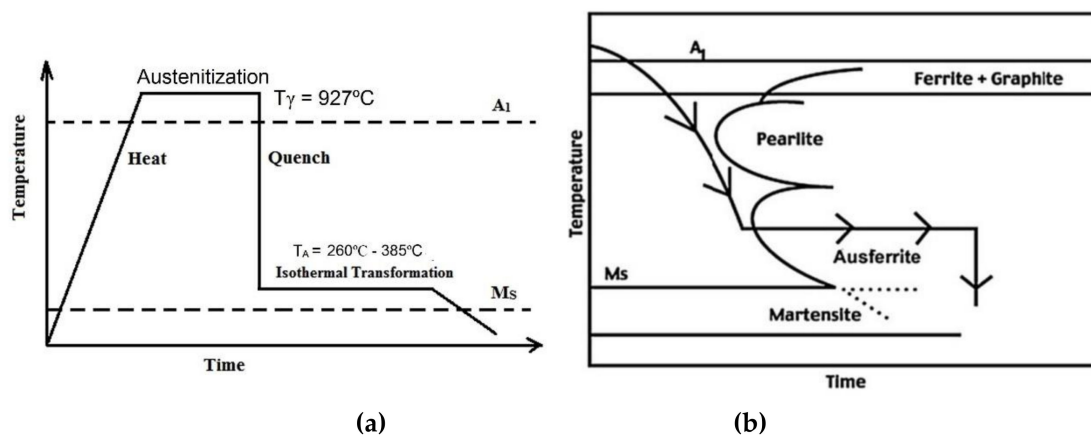 Austenitization
Tγ = 927ºC
A1
Heat
Quench
Temperature
TA = 260ºC - 385ºC
Isothermal Transformation
MS
Time
(a)
A1
Ferrite + Graphite
Pearlite
Temperature
Ausferrite
Ms
Martensite
Time
(b)